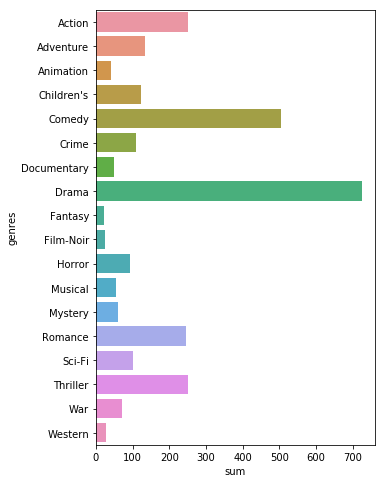 genres
Action
Adventure
Animation
Children's
Comedy
Crime
Documentary
Drama
Fantasy
Film-Noir
Horror
Musical
Mystery
Romance
Sci-Fi
Thriller
War
Western
0 100 200 300 400 500 600 700
sum